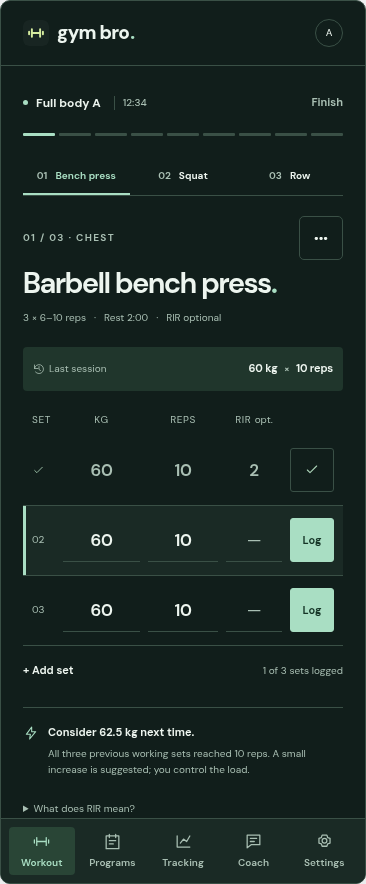 gym bro.
A
Full body A 12:34 Finish
01 Bench press 02 Squat 03 Row
01 / 03 · CHEST
•••
Barbell bench press.
3 × 6–10 reps · Rest 2:00 · RIR optional
Last session 60 kg × 10 reps
SET KG REPS RIR opt.
✓ 60 10 2 ✓
02 60 10 — Log
03 60 10 — Log
+ Add set 1 of 3 sets logged
Consider 62.5 kg next time.
All three previous working sets reached 10 reps. A small
increase is suggested; you control the load.
▶ What does RIR mean?
Workout Programs Tracking Coach Settings